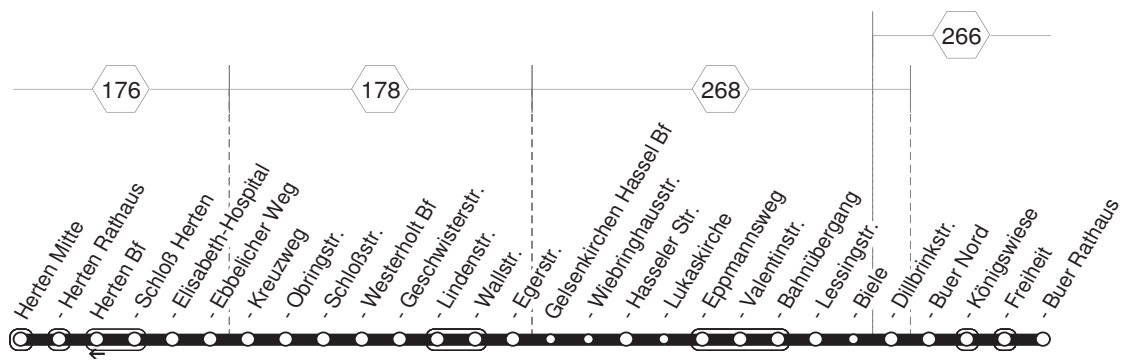 266
176
178
268
Herten Mitte
- Herten Rathaus
Herten Bf
- Schloß Herten
- Elisabeth-Hospital
- Ebbelicher Weg
- Kreuzweg
- Obringstr.
- Schloßstr.
- Westerholt Bf
- Geschwisterstr.
- Lindenstr.
- Wallstr.
- Egerstr.
Gelsenkirchen Hassel Bf
- Wiebringhausstr.
- Hasseler Str.
- Lukaskirche
- Eppmannsweg
- Valentinstr.
- Bahnübergang
- Lessingstr.
- Biele
- Dillbrinkstr.
- Buer Nord
- Königswiese
- Freiheit
- Buer Rathaus